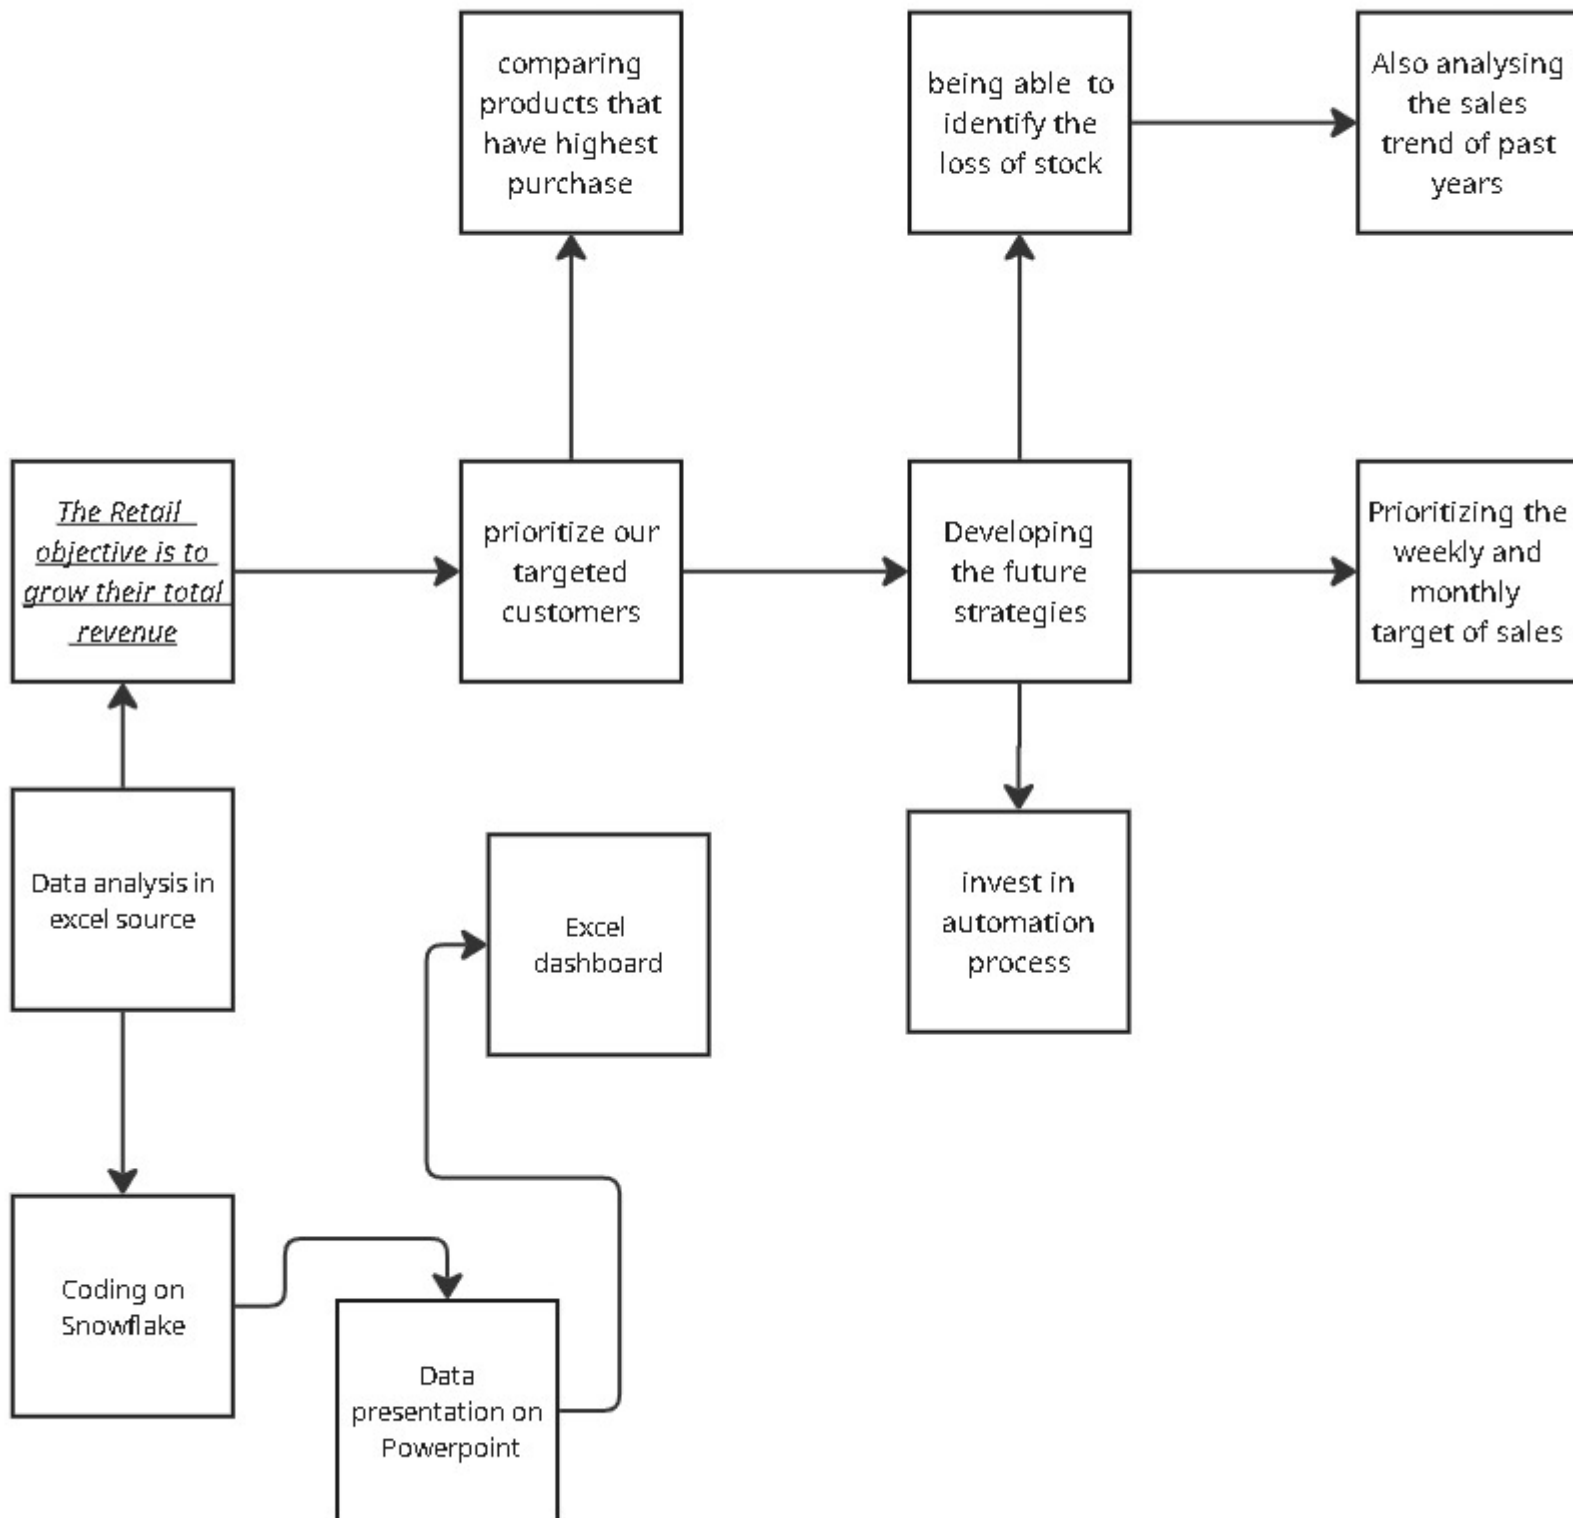 comparing
products that
have highest
purchase
being able  to
identify the
loss of stock
Also analysing
the sales
trend of past
years
The Retail
objective is to
grow their total
revenue
prioritize our
targeted
customers
Developing
the future
strategies
Prioritizing the
weekly and
monthly
target of sales
Data analysis in
excel source
Excel
dashboard
invest in
automation
process
Coding on
Snowflake
Data
presentation on
Powerpoint